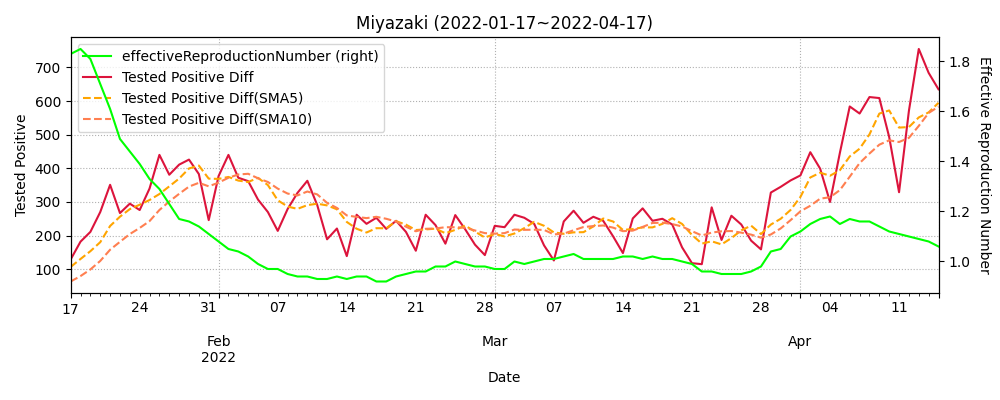 Miyazaki (2022-01-17~2022-04-17)
effectiveReproductionNumber (right)
Tested Positive Diff
Tested Positive Diff(SMA5)
Tested Positive Diff(SMA10)
Tested Positive
700
600
500
400
300
200
100
1.8
1.6
1.4
1.2
1.0
Effective Reproduction Number
17 24 31 07 14 21 28 07 14 21 28 04 11
Feb Mar Apr
2022
Date